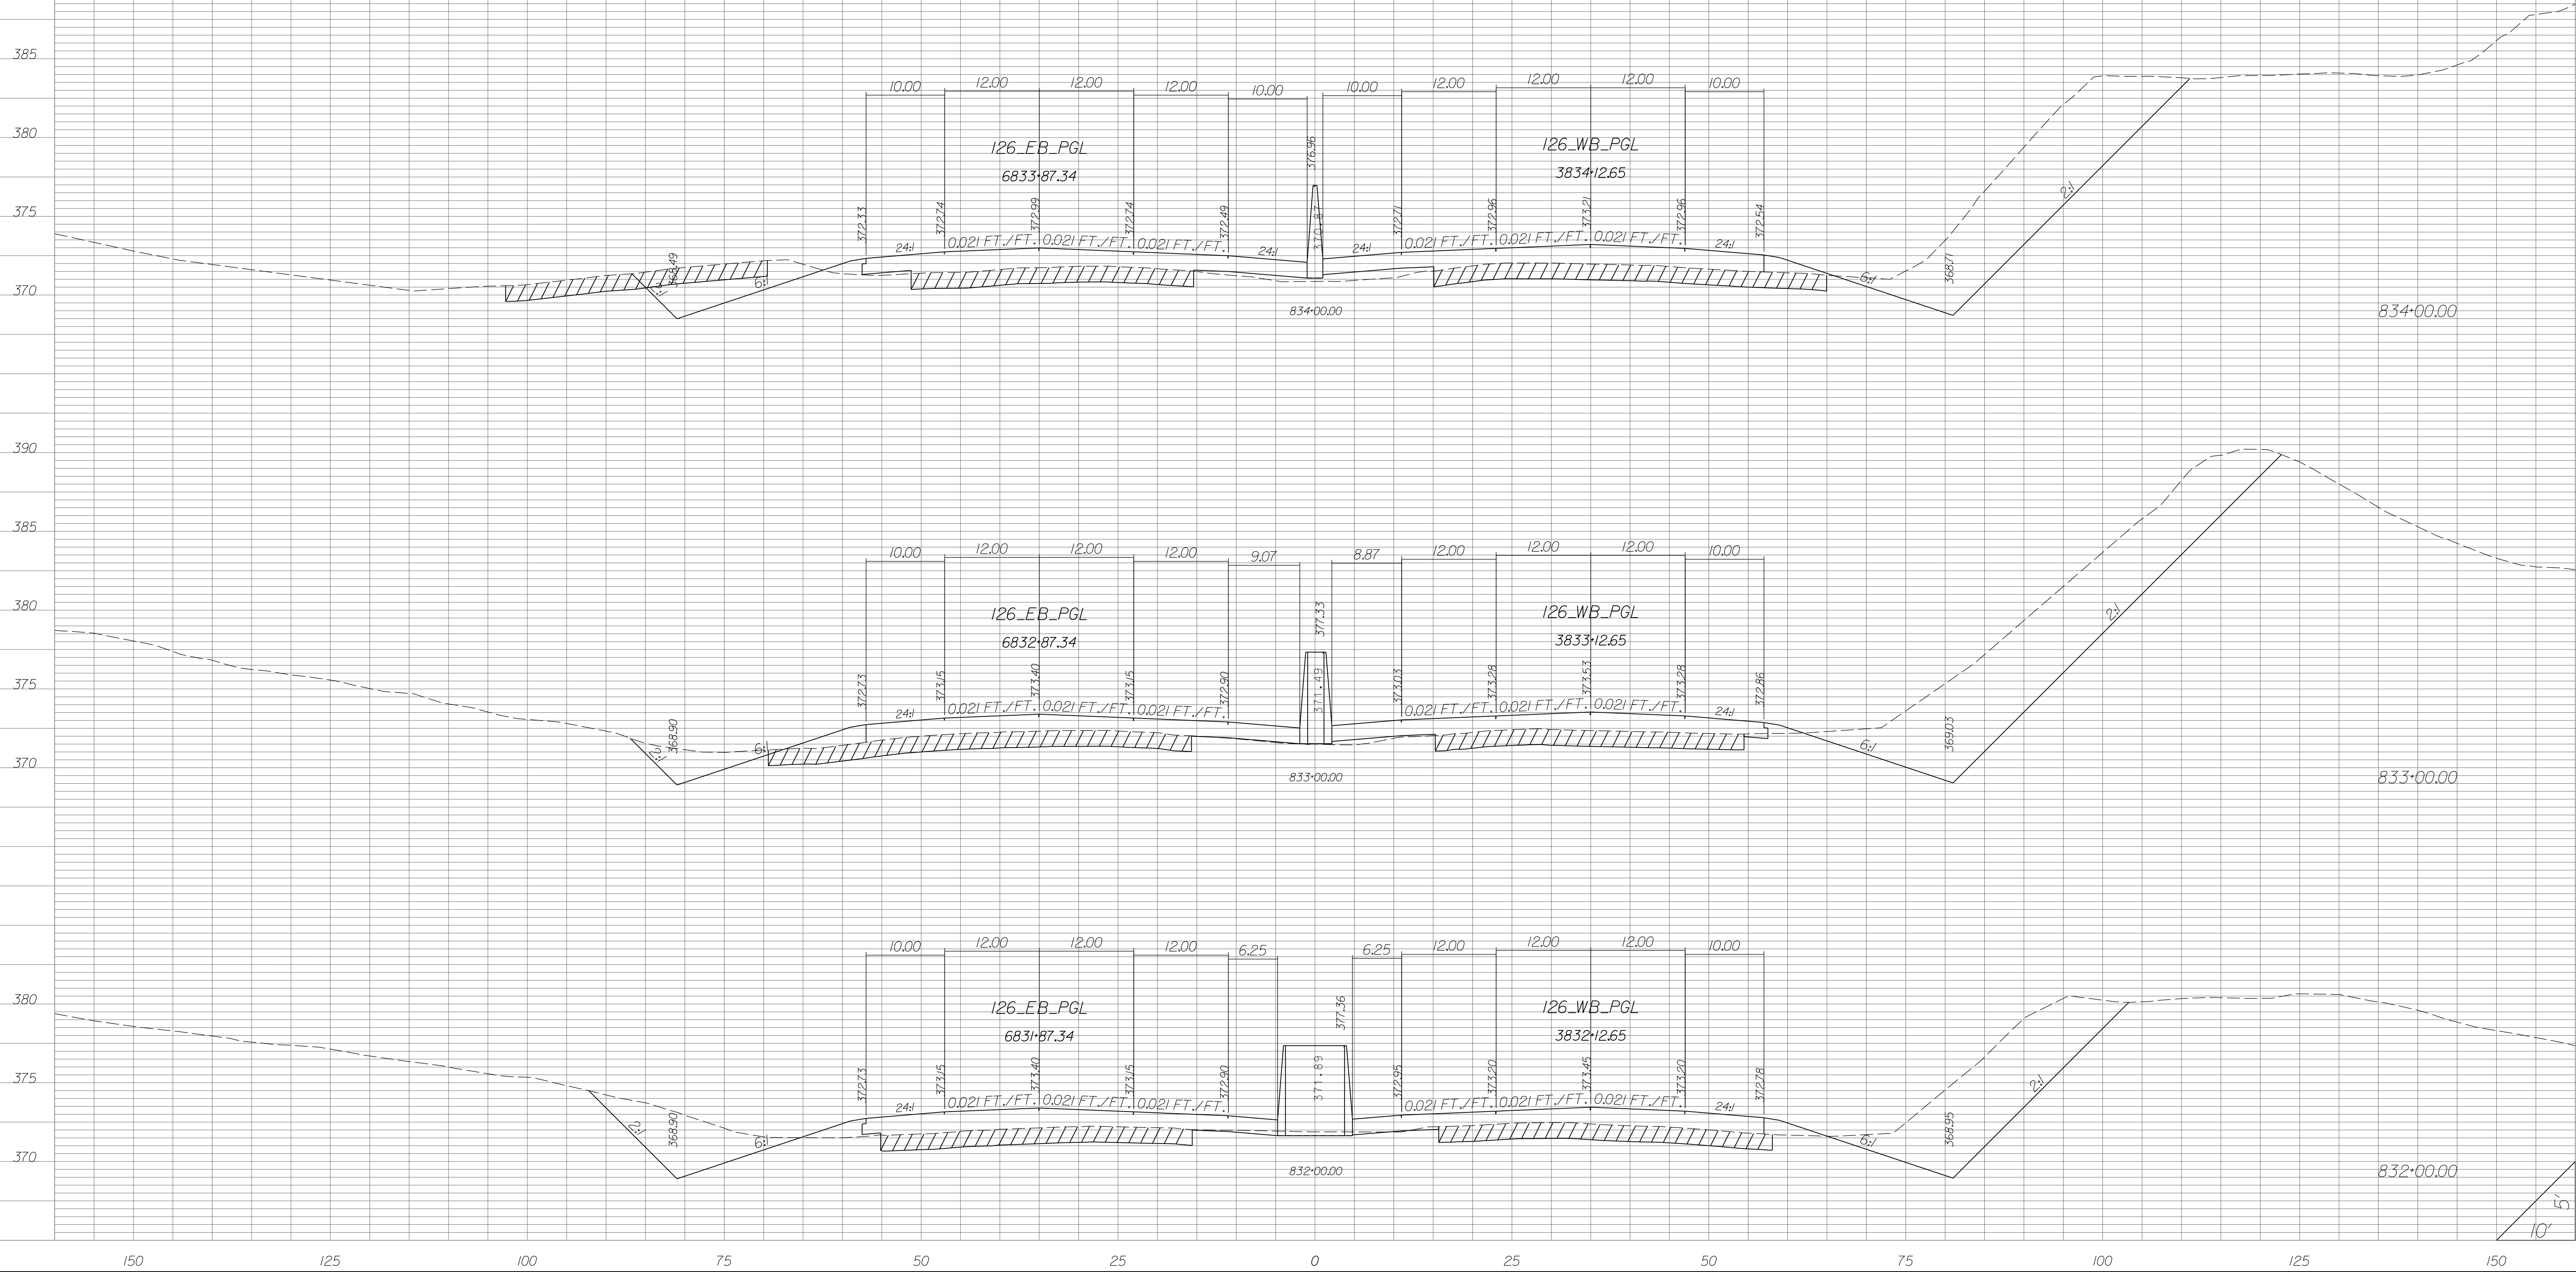 385
380
375
370
10.00 12.00 12.00 12.00 10.00 10.00 12.00 12.00 12.00 10.00
126_EB_PGL
6833+87.34
376.96
126_WB_PGL
3834+12.65
372.33 372.74 372.99 372.74 372.49 370.87 372.71 372.96 373.21 372.96 372.54
24:1 0.021 FT./FT. 0.021 FT./FT. 0.021 FT./FT. 24:1 24:1 0.021 FT./FT. 0.021 FT./FT. 0.021 FT./FT. 24:1
2:1 368.49 6:1 6:1 368.71 2:1
834+00.00
834+00.00
390
385
380
375
370
10.00 12.00 12.00 12.00 9.07 8.87 12.00 12.00 12.00 10.00
126_EB_PGL
6832+87.34
377.33
126_WB_PGL
3833+12.65
372.73 373.15 373.40 373.15 372.90 371.49 373.03 373.28 373.53 373.28 372.86
24:1 0.021 FT./FT. 0.021 FT./FT. 0.021 FT./FT. 0.021 FT./FT. 0.021 FT./FT. 0.021 FT./FT. 24:1
2:1 368.90 6:1 6:1 369.03 2:1
833+00.00
833+00.00
380
375
370
10.00 12.00 12.00 12.00 6.25 6.25 12.00 12.00 12.00 10.00
126_EB_PGL
6831+87.34
377.36
126_WB_PGL
3832+12.65
372.73 373.15 373.40 373.15 372.90 371.89 372.95 373.20 373.45 373.20 372.78
24:1 0.021 FT./FT. 0.021 FT./FT. 0.021 FT./FT. 0.021 FT./FT. 0.021 FT./FT. 0.021 FT./FT. 24:1
2:1 368.90 6:1 6:1 368.95 2:1
832+00.00
832+00.00
5'
10'
150 125 100 75 50 25 0 25 50 75 100 125 150